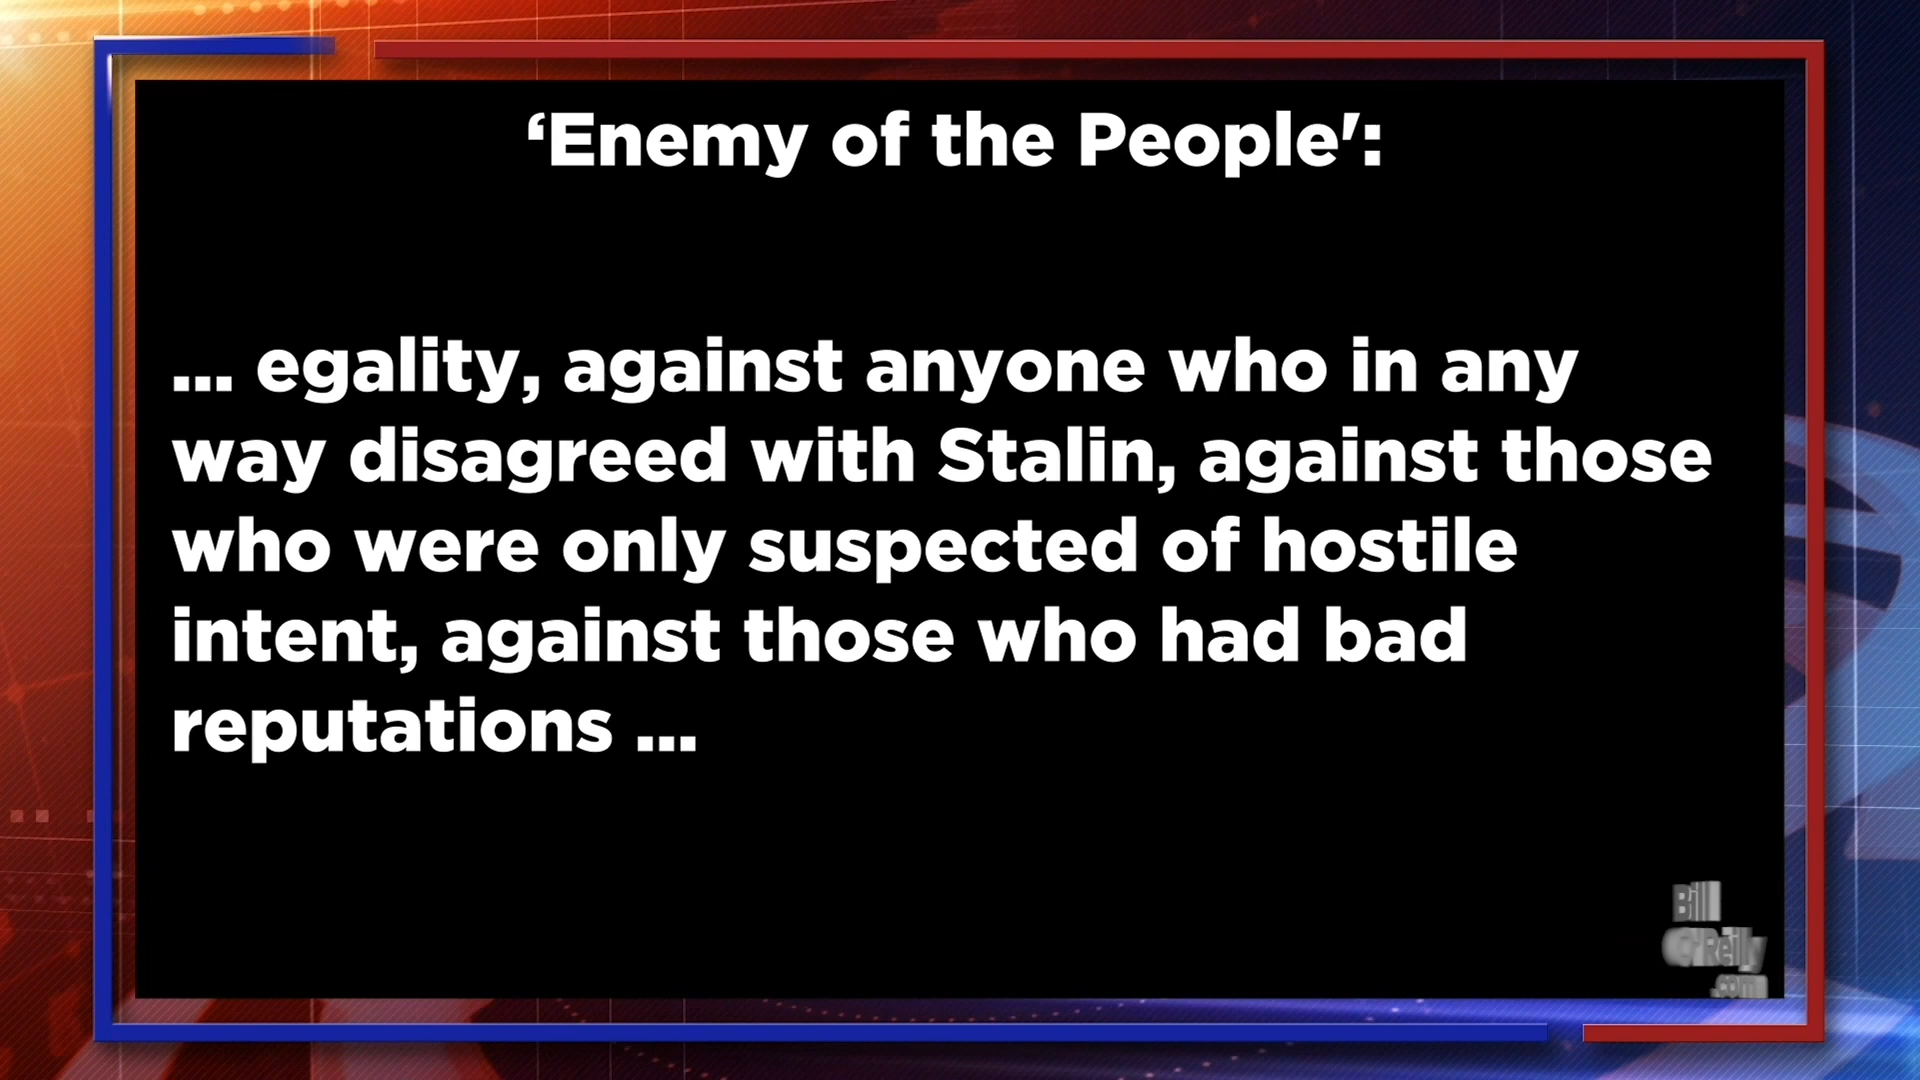 ‘Enemy of the People':
... egality, against anyone who in any
way disagreed with Stalin, against those
who were only suspected of hostile
intent, against those who had bad
reputations ...
Bill
O'Reilly
.com